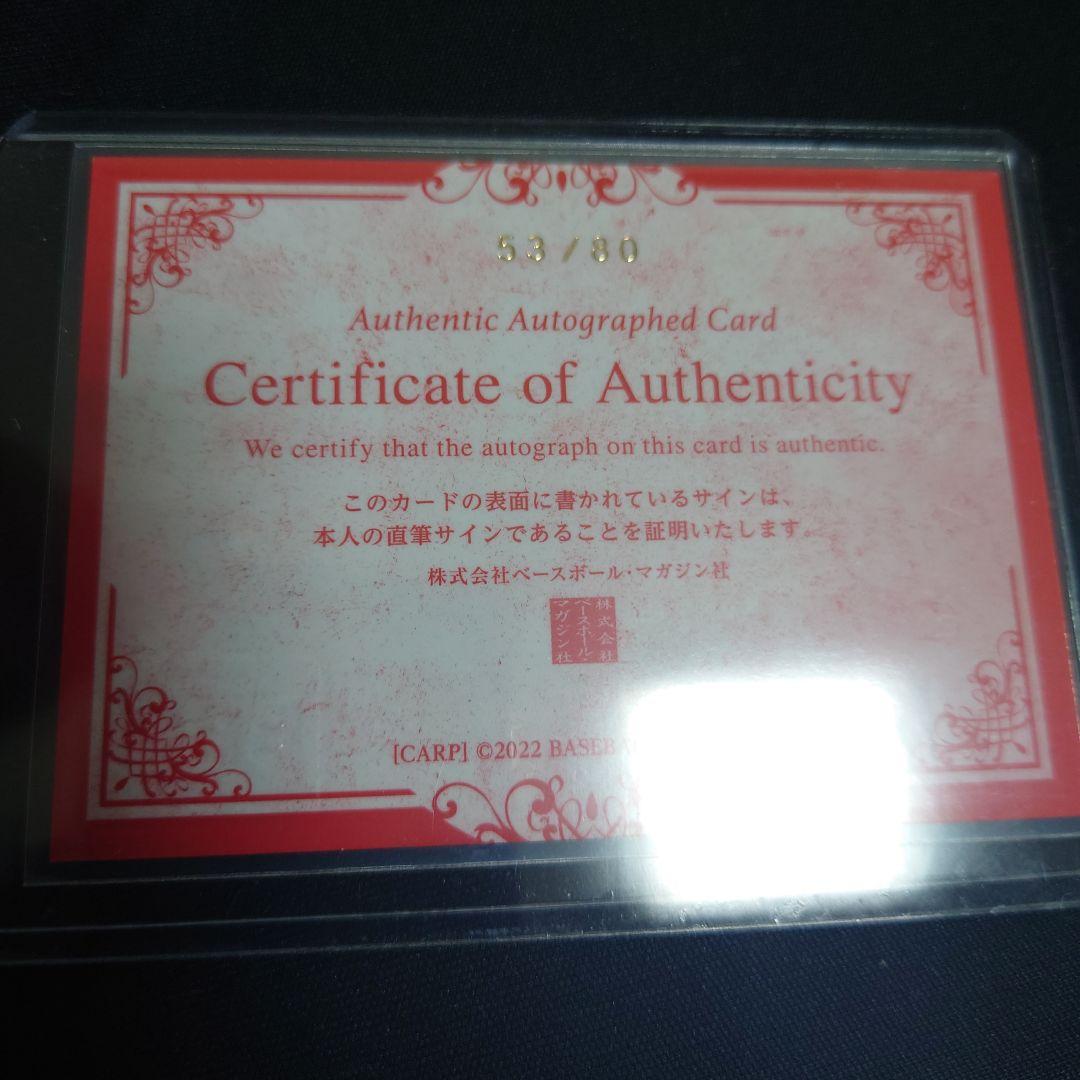 53/80
Authentic Autographed Card
Certificate of Authenticity
We certify that the autograph on this card is authentic.
このカードの表面に書かれているサインは、
本人の直筆サインであることを証明いたします。
株式会社ベースボール・マガジン社
株式会社
ベースボール・
マガジン社
[CARP] ©2022